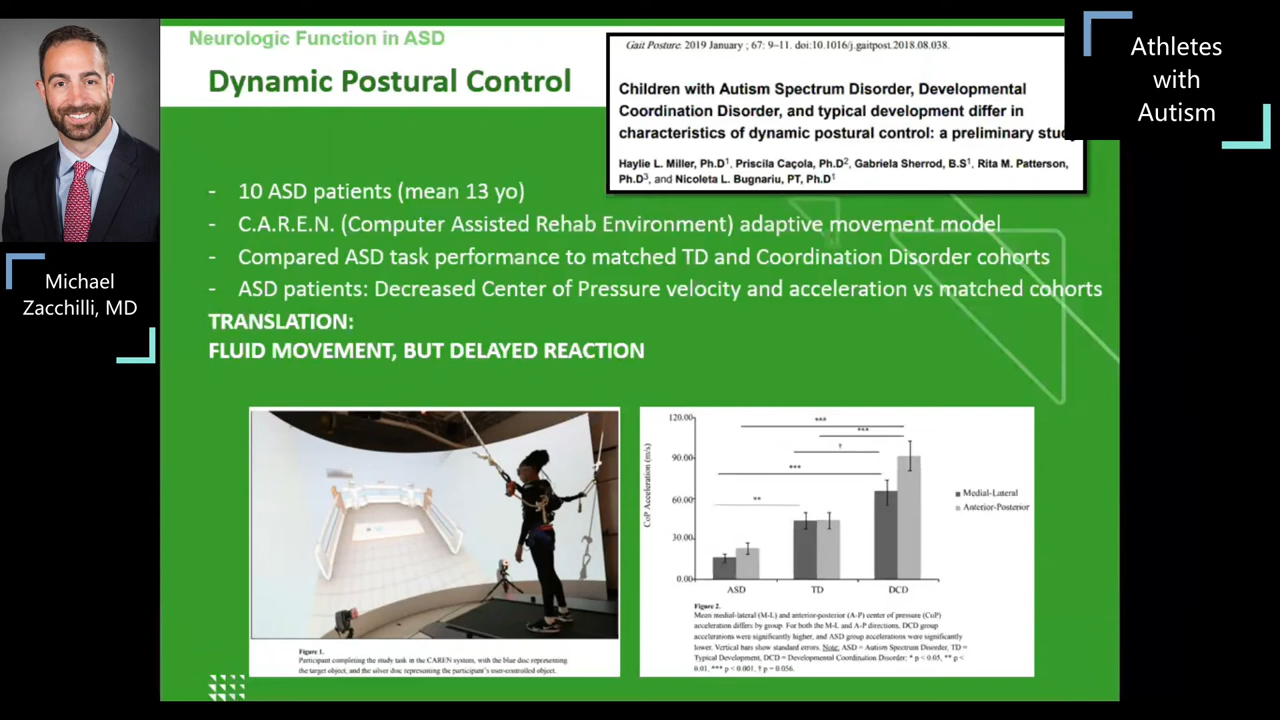 Neurologic Function in ASD
Dynamic Postural Control
Gait Posture. 2019 January ; 67: 9–11. doi:10.1016/j.gaitpost.2018.08.038.
Children with Autism Spectrum Disorder, Developmental
Coordination Disorder, and typical development differ in
characteristics of dynamic postural control: a preliminary
Haylie L. Miller, Ph.D1, Priscila Caçola, Ph.D2, Gabriela Sherrod, B.S1, Rita M. Patterson,
Ph.D3, and Nicoleta L. Bugnariu, PT, Ph.D1
Athletes
with
Autism
Michael
Zacchilli, MD
- 10 ASD patients (mean 13 yo)
- C.A.R.E.N. (Computer Assisted Rehab Environment) adaptive movement model
- Compared ASD task performance to matched TD and Coordination Disorder cohorts
- ASD patients: Decreased Center of Pressure velocity and acceleration vs matched cohorts
TRANSLATION:
FLUID MOVEMENT, BUT DELAYED REACTION
Figure 1.
Participant completing the study task in the CAREN system, with the blue disc representing
the target object, and the silver disc representing the participant's user-controlled object.
120.00
90.00
60.00
30.00
0.00
CoP Acceleration (m/s)
***
***
†
***
**
ASD TD DCD
Medial-Lateral
Anterior-Posterior
Figure 2.
Mean medial-lateral (M-L) and anterior-posterior (A-P) center of pressure (CoP)
acceleration differs by group. For both the M-L and A-P directions, DCD group
accelerations were significantly higher, and ASD group accelerations were significantly
lower. Vertical bars show standard errors. Note: ASD = Autism Spectrum Disorder, TD =
Typical Development, DCD = Developmental Coordination Disorder; * p < 0.05, ** p <
0.01, *** p < 0.001, † p = 0.056.